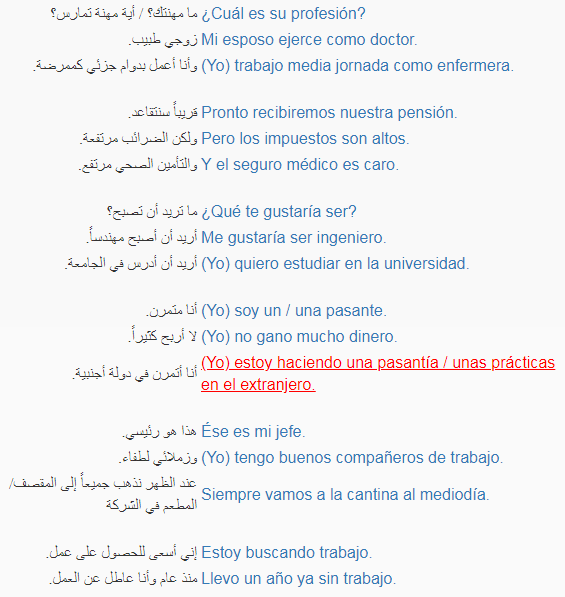 ما مهنتك؟ / أية مهنة تمارس؟ ¿Cuál es su profesión?
زوجي طبيب. Mi esposo ejerce como doctor.
وأنا أعمل بدوام جزئي كممرضة. (Yo) trabajo media jornada como enfermera.
قريباً سنتقاعد. Pronto recibiremos nuestra pensión.
ولكن الضرائب مرتفعة. Pero los impuestos son altos.
والتأمين الصحي مرتفع. Y el seguro médico es caro.
ما تريد أن تصبح؟ ¿Qué te gustaría ser?
أريد أن أصبح مهندساً. Me gustaría ser ingeniero.
أريد أن أدرس في الجامعة. (Yo) quiero estudiar en la universidad.
أنا متمرن. (Yo) soy un / una pasante.
لا أربح كثيراً. (Yo) no gano mucho dinero.
أنا أتمرن في دولة أجنبية. (Yo) estoy haciendo una pasantía / unas prácticas
en el extranjero.
هذا هو رئيسي. Ése es mi jefe.
وزملائي لطفاء. (Yo) tengo buenos compañeros de trabajo.
عند الظهر نذهب جميعاً إلى المقصف/
المطعم في الشركة Siempre vamos a la cantina al mediodía.
إني أسعى للحصول على عمل. Estoy buscando trabajo.
منذ عام وأنا عاطل عن العمل. Llevo un año ya sin trabajo.